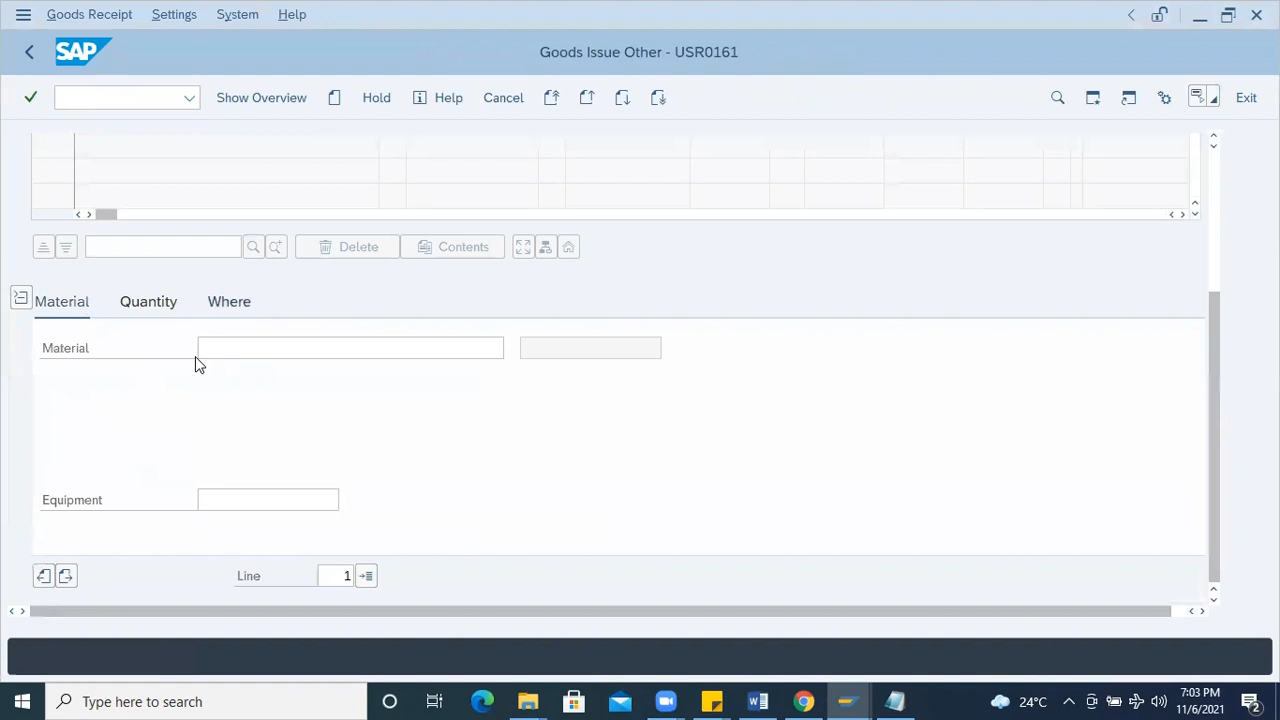 Goods Receipt Settings System Help
SAP Goods Issue Other - USR0161
Show Overview Hold Help Cancel Exit
Delete Contents
Material Quantity Where
Material
Equipment
Line 1
Type here to search 24°C 7:03 PM
11/6/2021 2